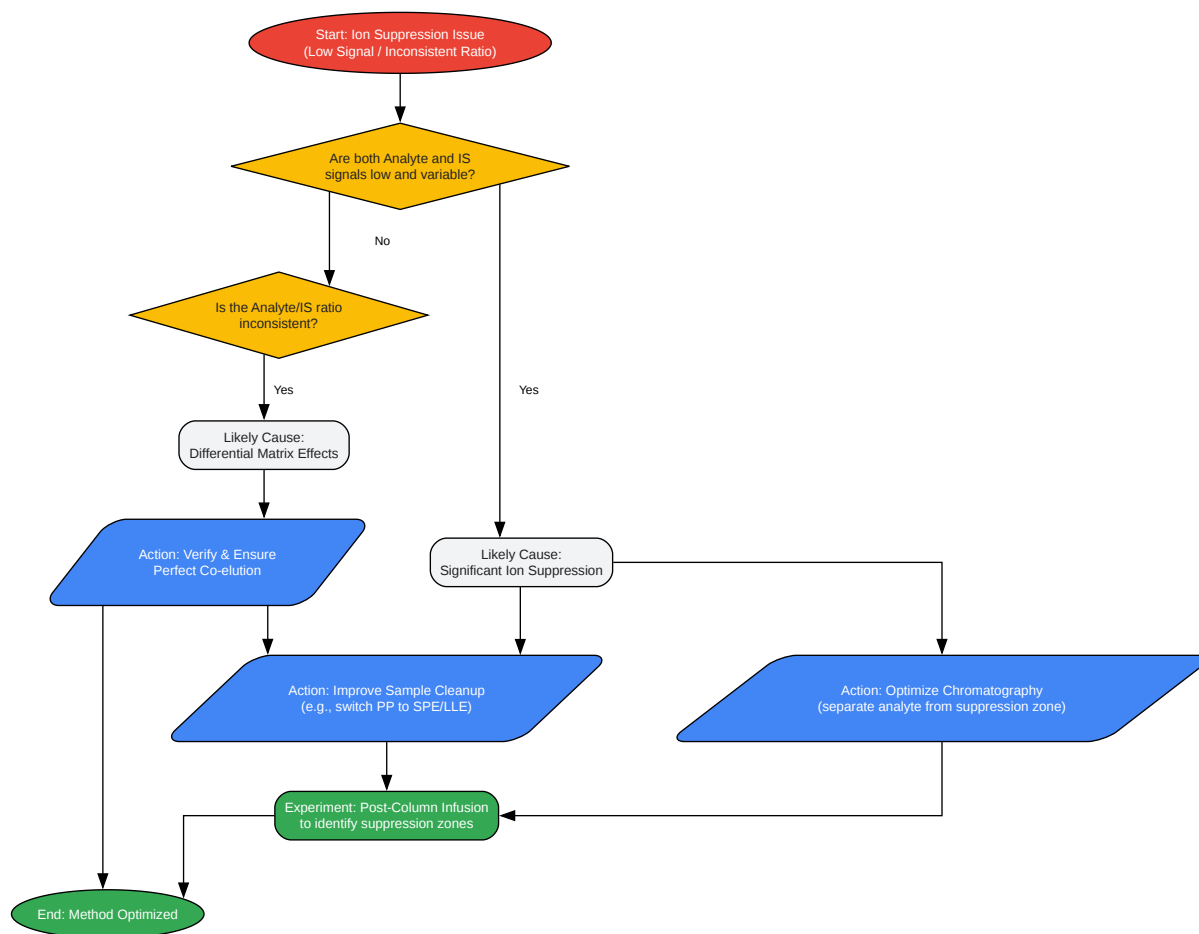 Start: Ion Suppression Issue
(Low Signal / Inconsistent Ratio)
Are both Analyte and IS
signals low and variable?
No
Is the Analyte/IS ratio
inconsistent?
Yes
Yes
Likely Cause:
Differential Matrix Effects
Action: Verify & Ensure
Perfect Co-elution
Likely Cause:
Significant Ion Suppression
Action: Improve Sample Cleanup
(e.g., switch PP to SPE/LLE)
Action: Optimize Chromatography
(separate analyte from suppression zone)
Experiment: Post-Column Infusion
to identify suppression zones
End: Method Optimized